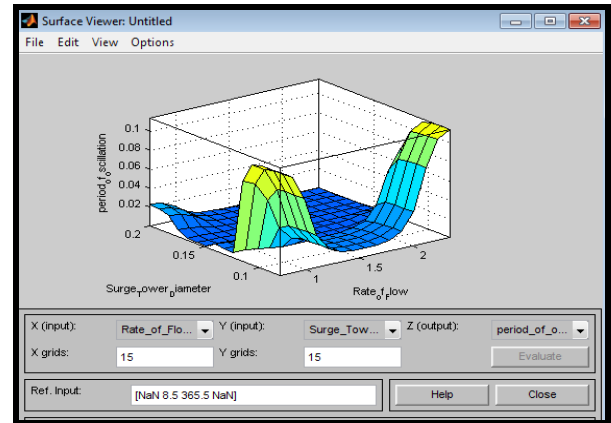 Surface Viewer: Untitled
File Edit View Options
0.1
0.08
0.06
0.04
0.02
period_of_oscillation
0.2
0.15
0.1
Surge_Tower_Diameter
1
1.5
2
Rate_of_Flow
X (input): Rate_of_Flo... Y (input): Surge_Tow... Z (output): period_of_o...
X grids: 15 Y grids: 15 Evaluate
Ref. Input: [NaN 8.5 365.5 NaN] Help Close